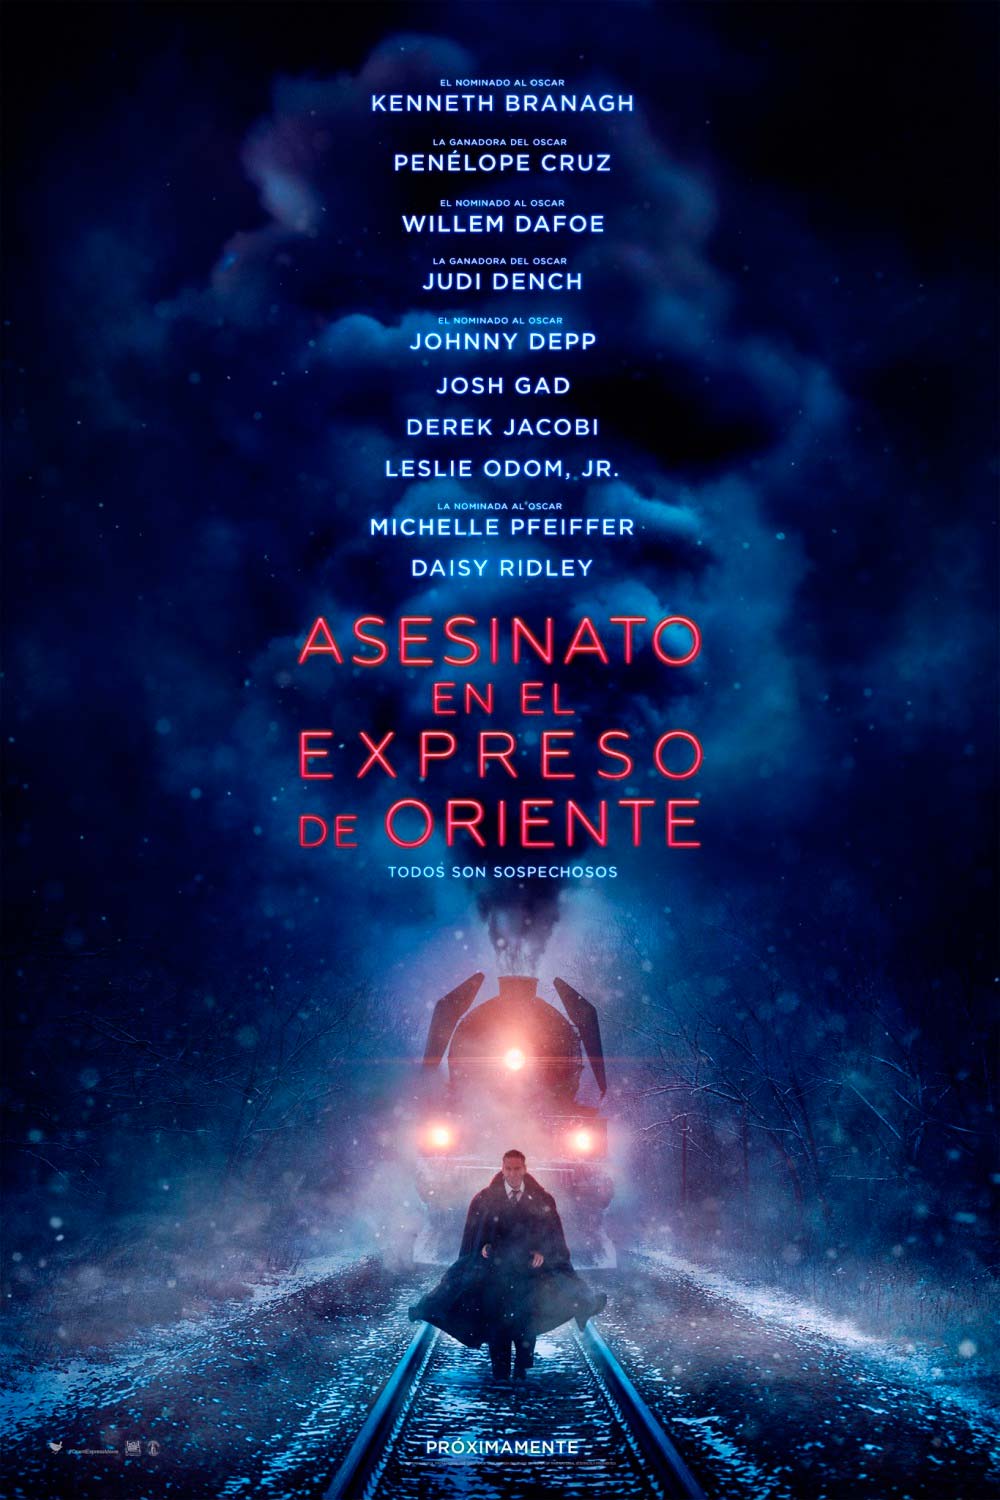 EL NOMINADO AL OSCAR
KENNETH BRANAGH
LA GANADORA DEL OSCAR
PENÉLOPE CRUZ
EL NOMINADO AL OSCAR
WILLEM DAFOE
LA GANADORA DEL OSCAR
JUDI DENCH
EL NOMINADO AL OSCAR
JOHNNY DEPP
JOSH GAD
DEREK JACOBI
LESLIE ODOM, JR.
LA NOMINADA AL OSCAR
MICHELLE PFEIFFER
DAISY RIDLEY
ASESINATO
EN EL
EXPRESO
DE ORIENTE
TODOS SON SOSPECHOSOS
PRÓXIMAMENTE
#OrientExpressMovie